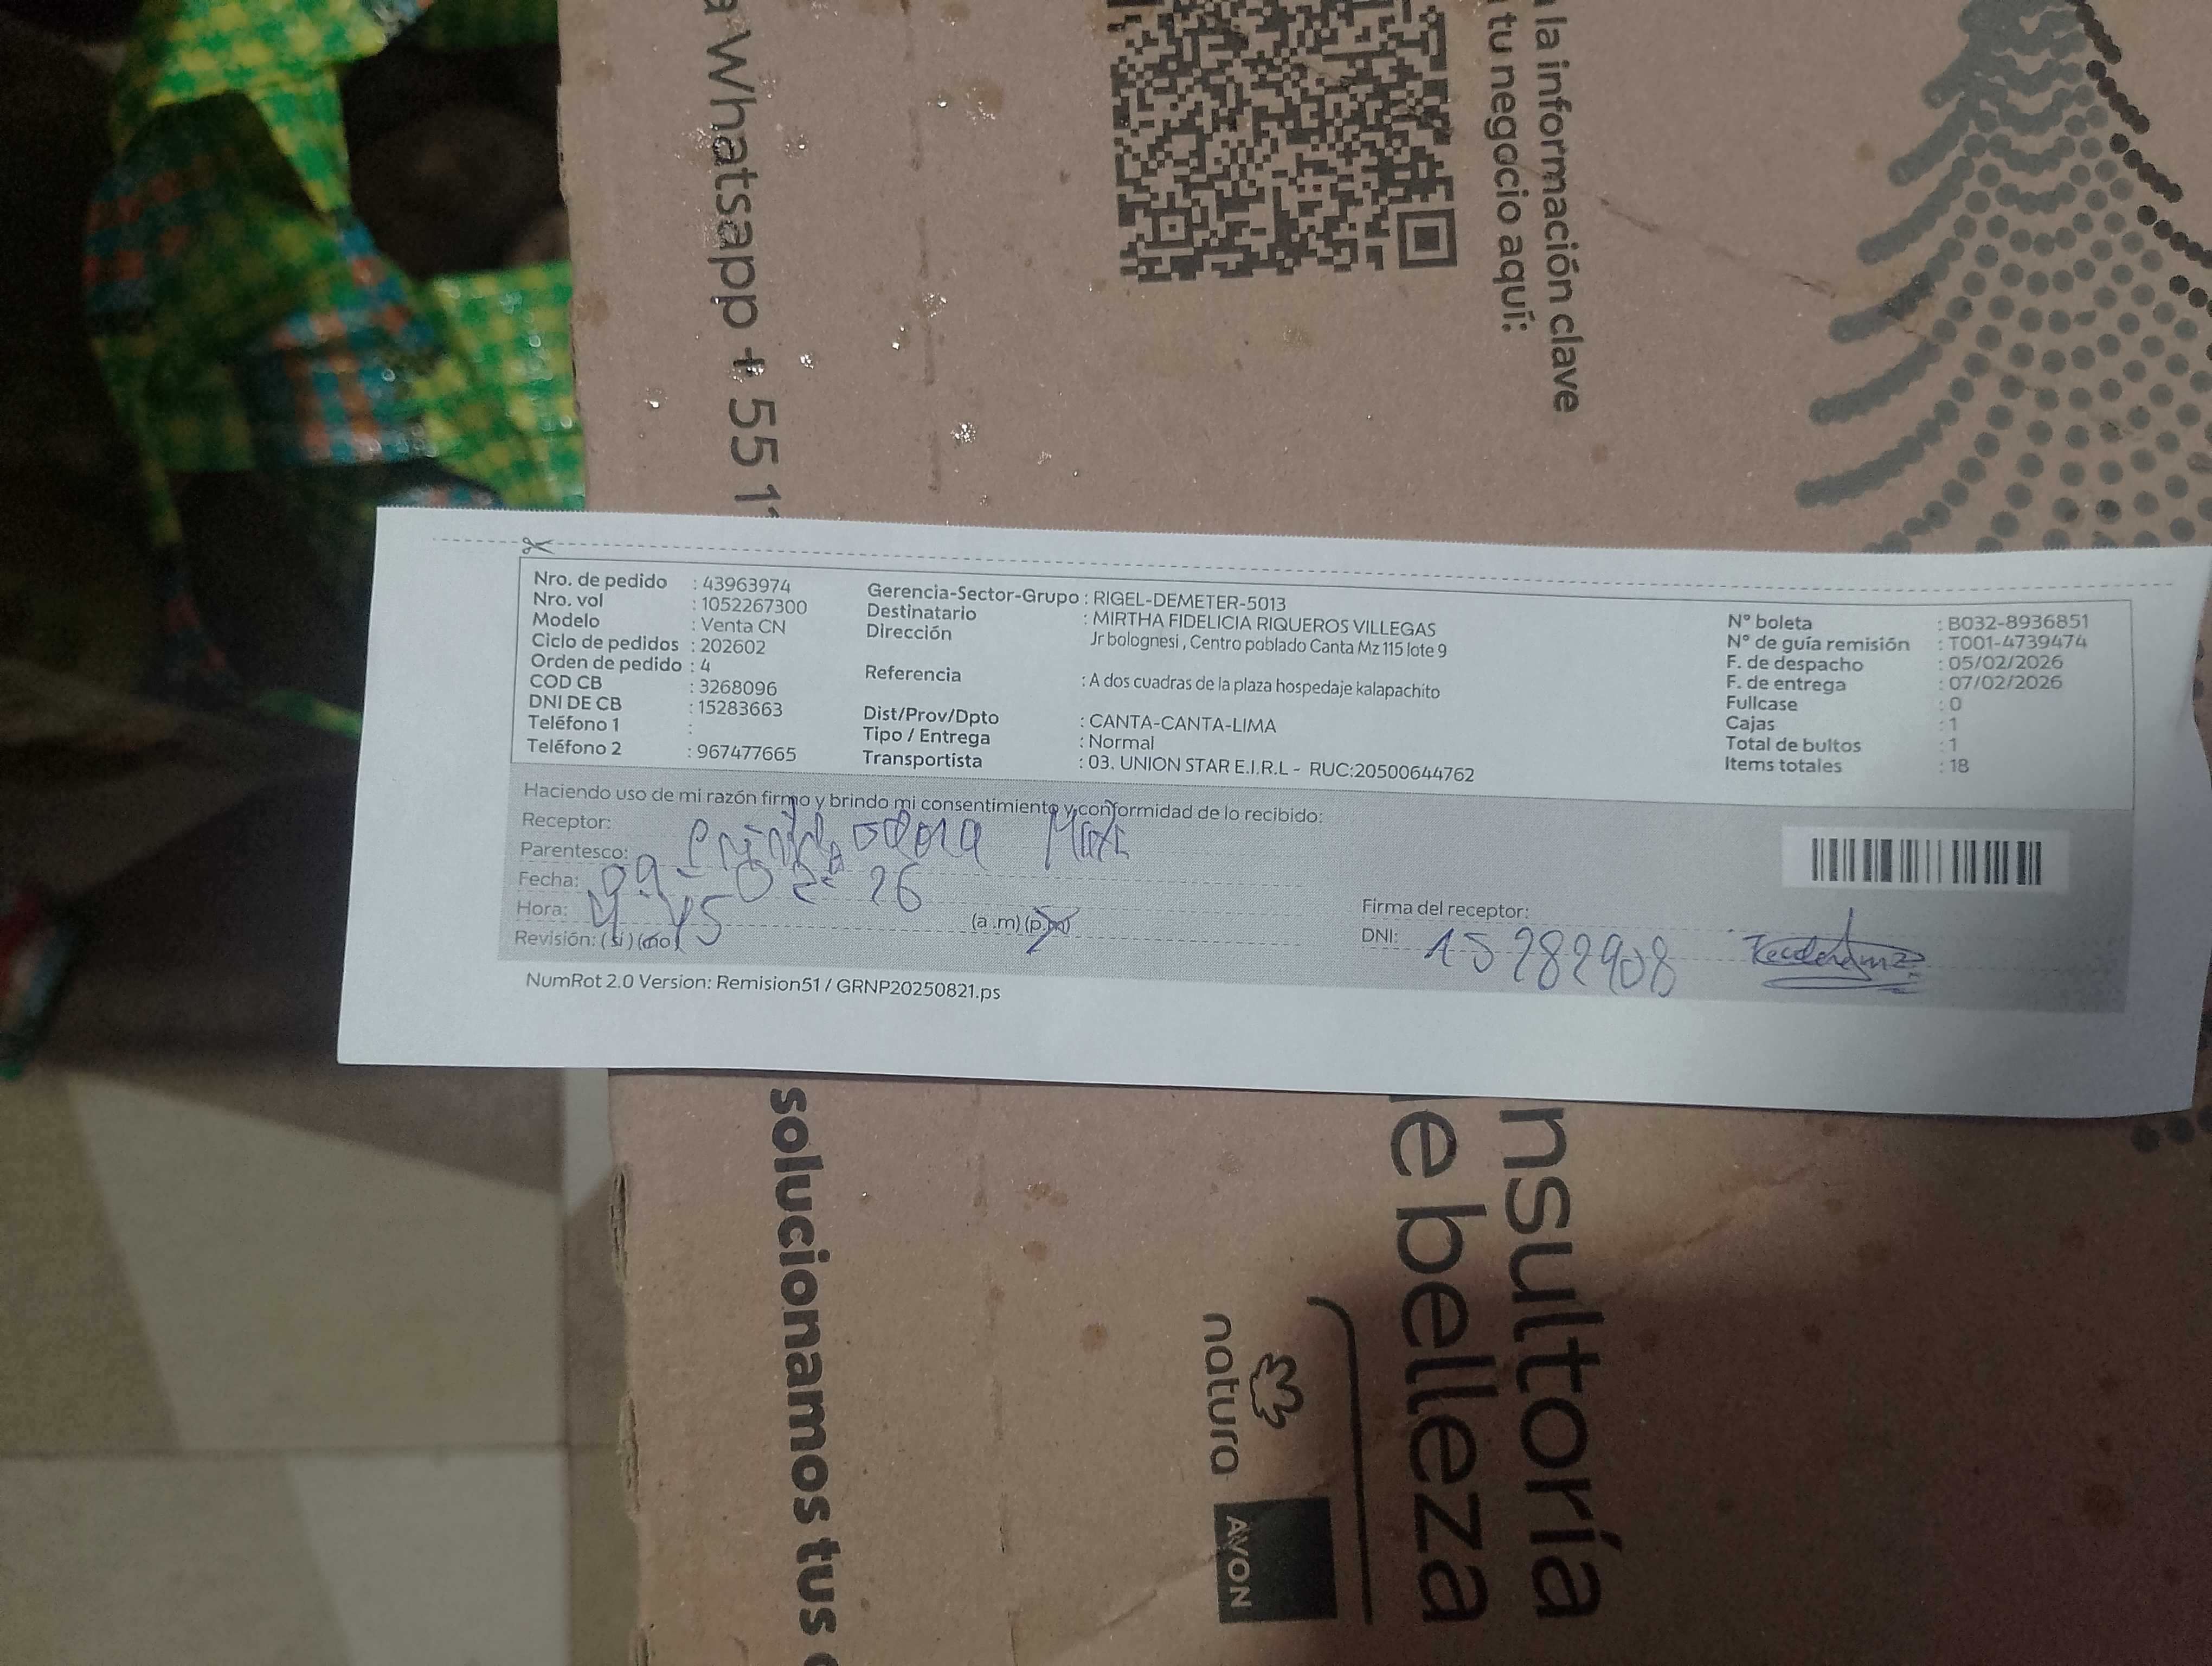 a Whatsapp + 55 1
la información clave
tu negocio aquí:
Nro. de pedido : 43963974
Nro. vol : 1052267300
Modelo : Venta CN
Ciclo de pedidos : 202602
Orden de pedido : 4
COD CB : 3268096
DNI DE CB : 15283663
Teléfono 1 :
Teléfono 2 : 967477665
Gerencia-Sector-Grupo : RIGEL-DEMETER-5013
Destinatario : MIRTHA FIDELICIA RIQUEROS VILLEGAS
Dirección Jr bolognesi , Centro poblado Canta Mz 115 lote 9
Referencia : A dos cuadras de la plaza hospedaje kalapachito
Dist/Prov/Dpto : CANTA-CANTA-LIMA
Tipo / Entrega : Normal
Transportista : 03. UNION STAR E.I.R.L - RUC:20500644762
N° boleta : B032-8936851
N° de guía remisión : T001-4739474
F. de despacho : 05/02/2026
F. de entrega : 07/02/2026
Fullcase : 0
Cajas : 1
Total de bultos : 1
Items totales : 18
Haciendo uso de mi razón firmo y brindo mi consentimiento y conformidad de lo recibido:
Receptor:
Parentesco:
Fecha: 09-02-26
Hora: 4:45 (a.m) (p.m)
Revisión: (si) (no)
Firma del receptor:
DNI: 15282908
NumRot 2.0 Version: Remision51 / GRNP20250821.ps
solucionamos tus
nsultoría
e belleza
natura
AVON